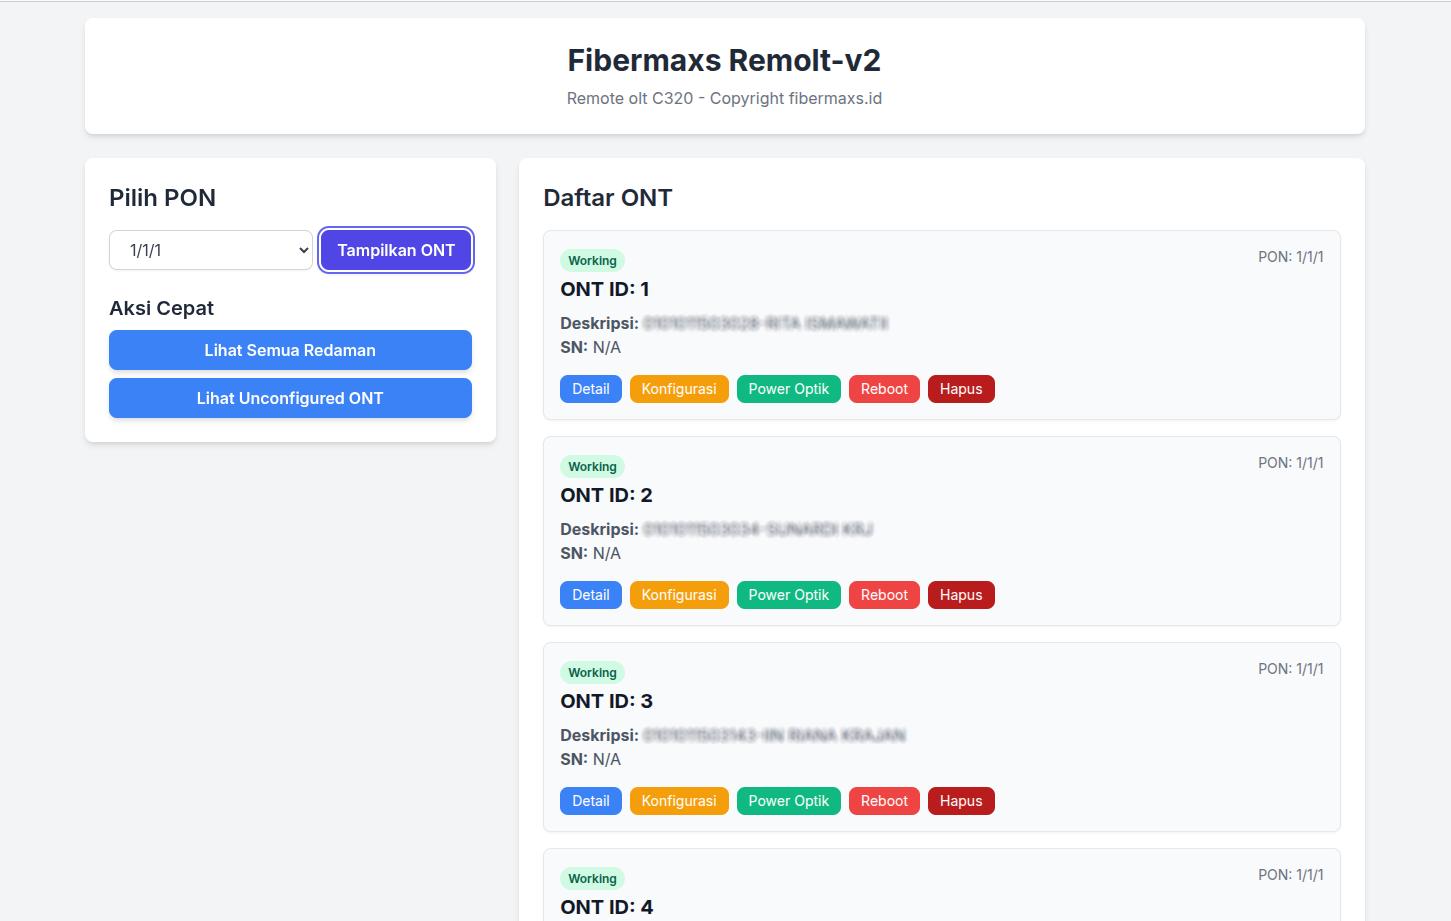 Fibermaxs Remolt-v2
Remote olt C320 - Copyright fibermaxs.id
Pilih PON
1/1/1
Tampilkan ONT
Aksi Cepat
Lihat Semua Redaman
Lihat Unconfigured ONT
Daftar ONT
Working
PON: 1/1/1
ONT ID: 1
Deskripsi:
SN: N/A
Detail Konfigurasi Power Optik Reboot Hapus
Working
PON: 1/1/1
ONT ID: 2
Deskripsi:
SN: N/A
Detail Konfigurasi Power Optik Reboot Hapus
Working
PON: 1/1/1
ONT ID: 3
Deskripsi:
SN: N/A
Detail Konfigurasi Power Optik Reboot Hapus
Working
PON: 1/1/1
ONT ID: 4